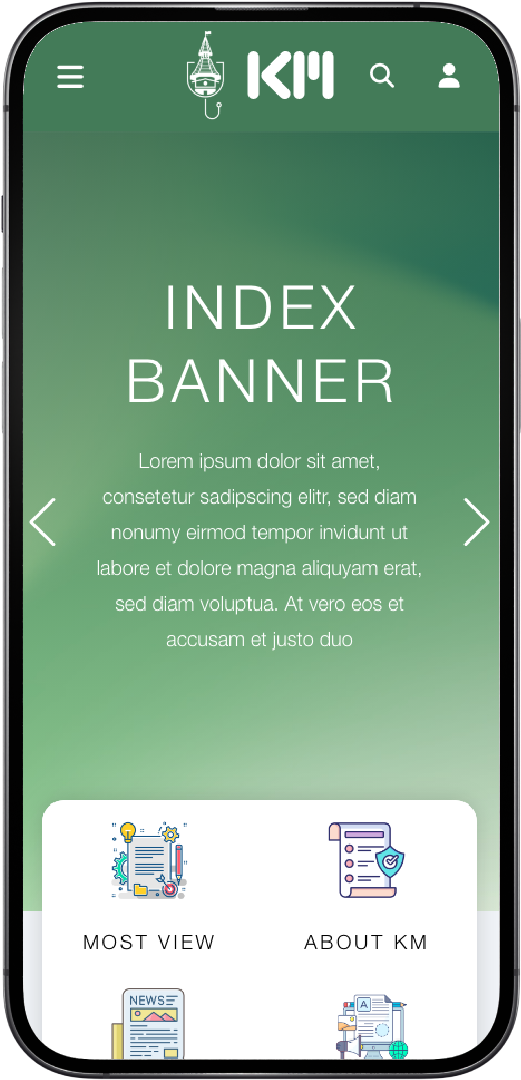 KM
INDEX
BANNER
Lorem ipsum dolor sit amet,
consetetur sadipscing elitr, sed diam
nonumy eirmod tempor invidunt ut
labore et dolore magna aliquyam erat,
sed diam voluptua. At vero eos et
accusam et justo duo
MOST VIEW
ABOUT KM
NEWS
A